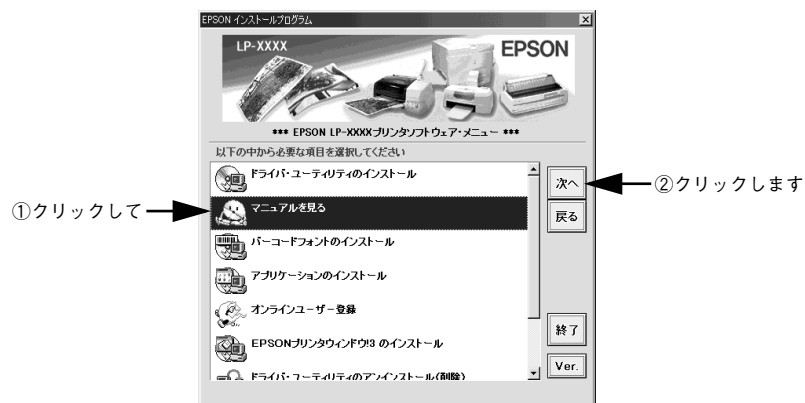 EPSON インストールプログラム
LP-XXXX
EPSON
*** EPSON LP-XXXXプリンタソフトウェア・メニュー ***
以下の中から必要な項目を選択してください
ドライバ・ユーティリティのインストール
次へ
②クリックします
①クリックして
マニュアルを見る
戻る
バーコードフォントのインストール
アプリケーションのインストール
オンラインユーザー登録
終了
EPSONプリンタウィンドウ!3 のインストール
Ver.
ドライバ・ユーティリティのアンインストール(削除)